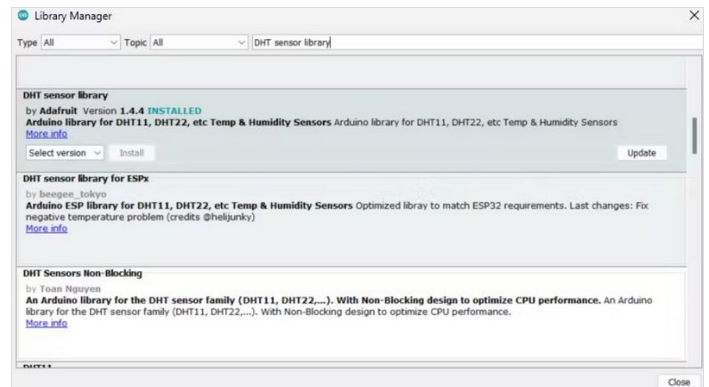 Library Manager
Type All Topic All DHT sensor library
DHT sensor library
by Adafruit Version 1.4.4 INSTALLED
Arduino library for DHT11, DHT22, etc Temp & Humidity Sensors Arduino library for DHT11, DHT22, etc Temp & Humidity Sensors
More info
Select version Install Update
DHT sensor library for ESPx
by beegee_tokyo
Arduino ESP library for DHT11, DHT22, etc Temp & Humidity Sensors Optimized libray to match ESP32 requirements. Last changes: Fix
negative temperature problem (credits @helijunky)
More info
DHT Sensors Non-Blocking
by Toan Nguyen
An Arduino library for the DHT sensor family (DHT11, DHT22,...). With Non-Blocking design to optimize CPU performance. An Arduino
library for the DHT sensor family (DHT11, DHT22,...). With Non-Blocking design to optimize CPU performance.
More info
DHT11
Close